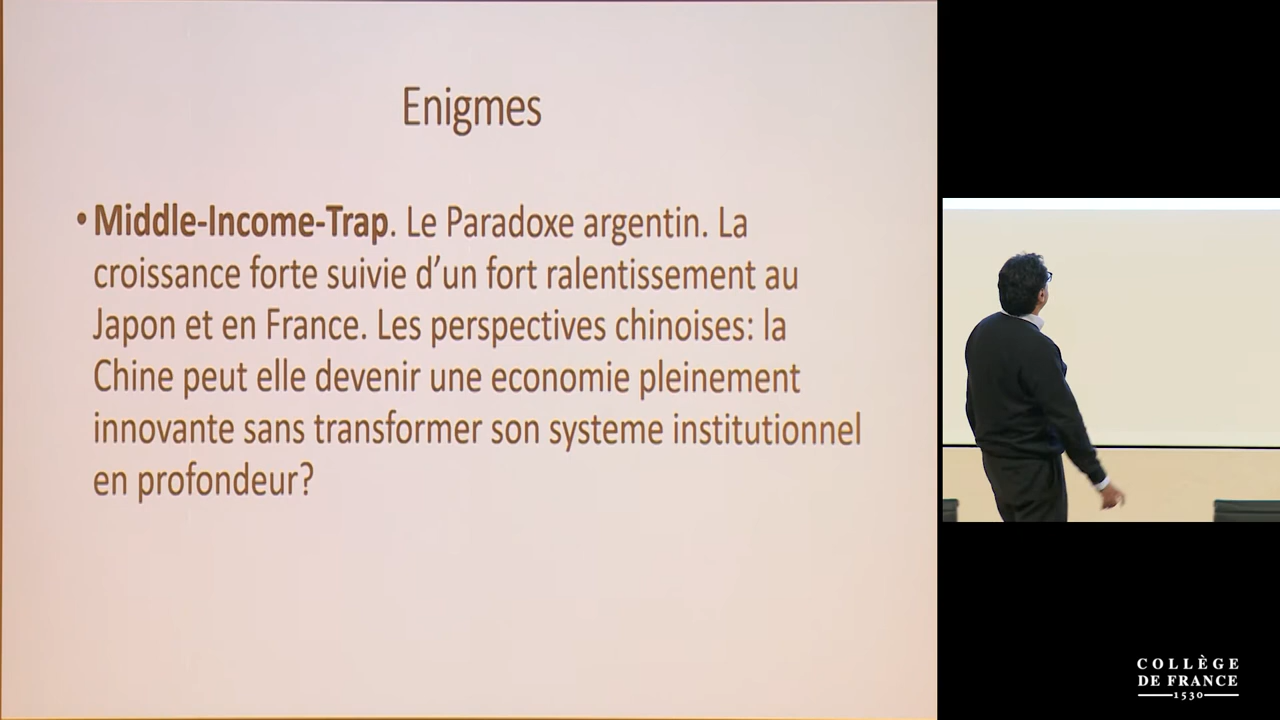 Enigmes
• Middle-Income-Trap. Le Paradoxe argentin. La
croissance forte suivie d’un fort ralentissement au
Japon et en France. Les perspectives chinoises: la
Chine peut elle devenir une economie pleinement
innovante sans transformer son systeme institutionnel
en profondeur?
COLLÈGE
DE FRANCE
1530